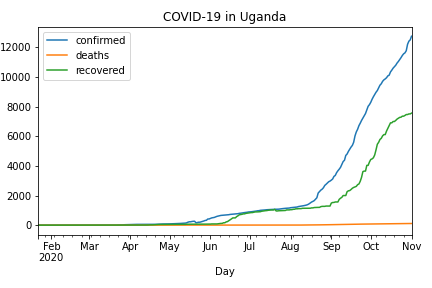 COVID-19 in Uganda
confirmed
deaths
recovered
12000
10000
8000
6000
4000
2000
0
Feb Mar Apr May Jun Jul Aug Sep Oct Nov
2020
Day